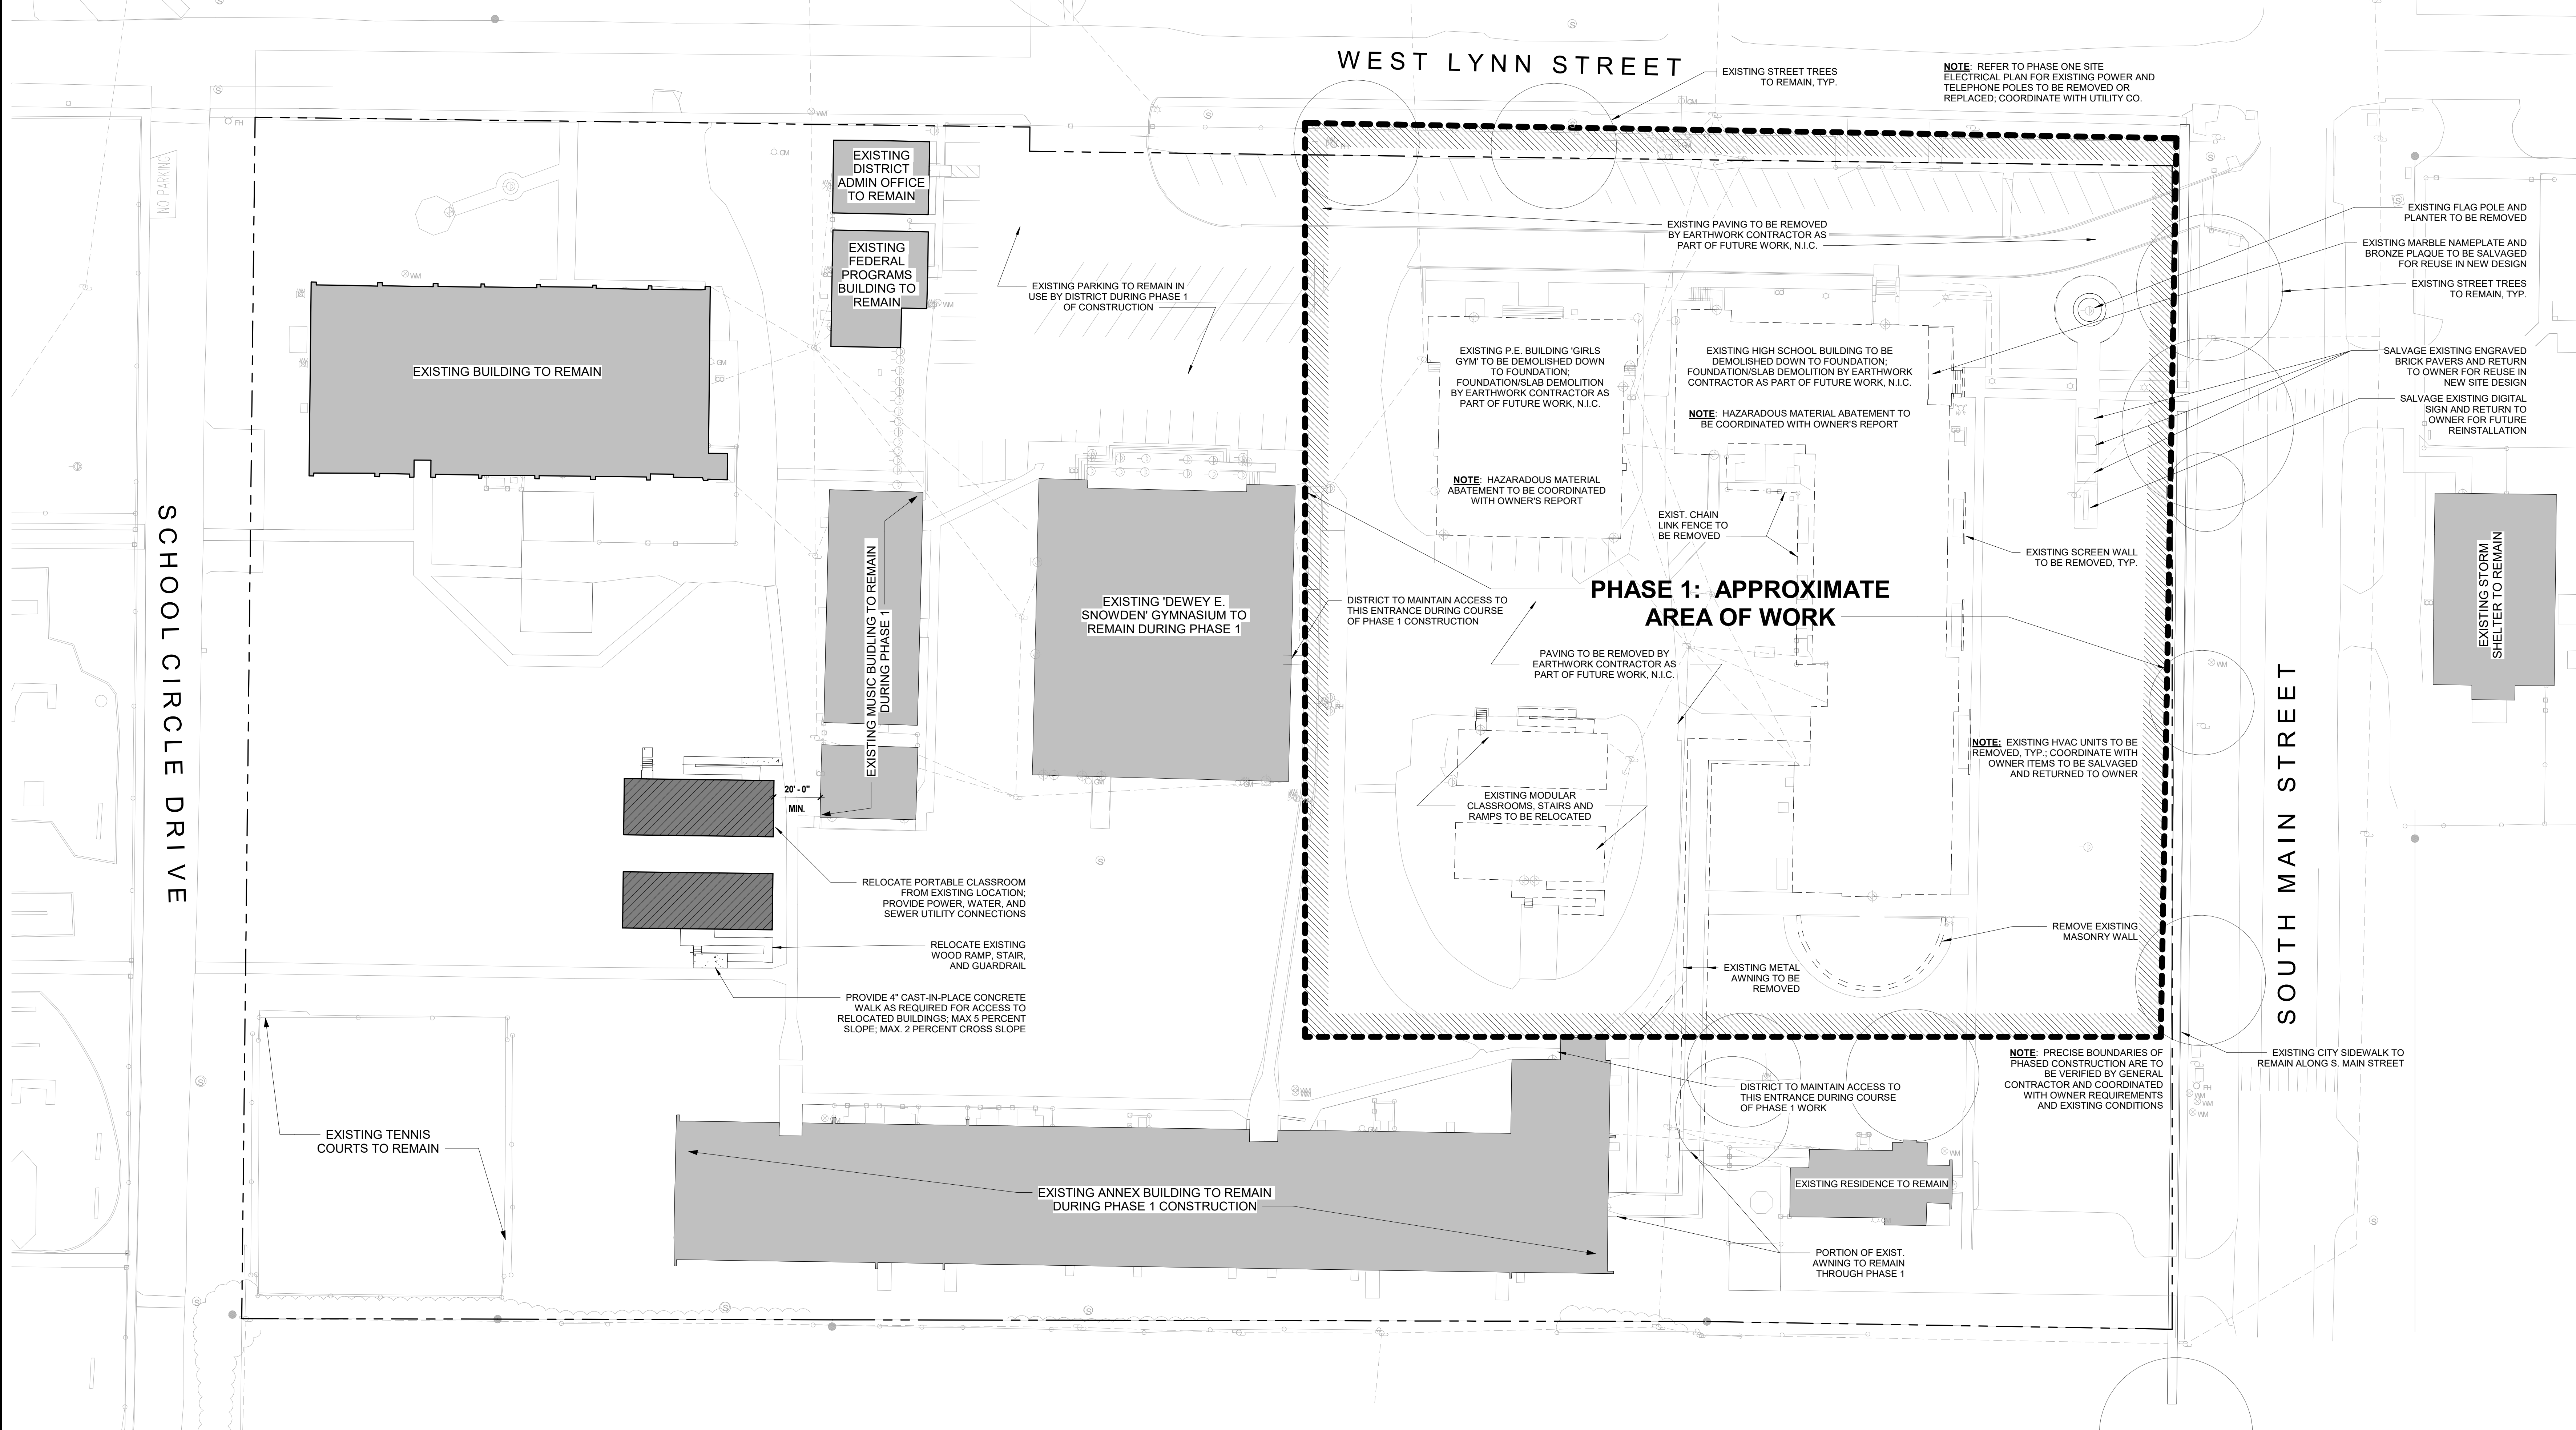 WEST LYNN STREET
EXISTING STREET TREES
TO REMAIN, TYP.
NOTE: REFER TO PHASE ONE SITE
ELECTRICAL PLAN FOR EXISTING POWER AND
TELEPHONE POLES TO BE REMOVED OR
REPLACED; COORDINATE WITH UTILITY CO.
NO PARKING
EXISTING
DISTRICT
ADMIN OFFICE
TO REMAIN
EXISTING
FEDERAL
PROGRAMS
BUILDING TO
REMAIN
EXISTING PARKING TO REMAIN IN
USE BY DISTRICT DURING PHASE 1
OF CONSTRUCTION
EXISTING PAVING TO BE REMOVED
BY EARTHWORK CONTRACTOR AS
PART OF FUTURE WORK, N.I.C.
EXISTING FLAG POLE AND
PLANTER TO BE REMOVED
EXISTING MARBLE NAMEPLATE AND
BRONZE PLAQUE TO BE SALVAGED
FOR REUSE IN NEW DESIGN
EXISTING STREET TREES
TO REMAIN, TYP.
SALVAGE EXISTING ENGRAVED
BRICK PAVERS AND RETURN
TO OWNER FOR REUSE IN
NEW SITE DESIGN
SALVAGE EXISTING DIGITAL
SIGN AND RETURN TO
OWNER FOR FUTURE
REINSTALLATION
EXISTING BUILDING TO REMAIN
EXISTING P.E. BUILDING 'GIRLS
GYM' TO BE DEMOLISHED DOWN
TO FOUNDATION;
FOUNDATION/SLAB DEMOLITION
BY EARTHWORK CONTRACTOR AS
PART OF FUTURE WORK, N.I.C.
NOTE: HAZARADOUS MATERIAL
ABATEMENT TO BE COORDINATED
WITH OWNER'S REPORT
EXISTING HIGH SCHOOL BUILDING TO BE
DEMOLISHED DOWN TO FOUNDATION;
FOUNDATION/SLAB DEMOLITION BY EARTHWORK
CONTRACTOR AS PART OF FUTURE WORK, N.I.C.
NOTE: HAZARADOUS MATERIAL ABATEMENT TO
BE COORDINATED WITH OWNER'S REPORT
EXIST. CHAIN
LINK FENCE TO
BE REMOVED
EXISTING SCREEN WALL
TO BE REMOVED, TYP.
SCHOOL CIRCLE DRIVE
EXISTING MUSIC BUIDLING TO REMAIN
DURING PHASE 1
EXISTING 'DEWEY E.
SNOWDEN' GYMNASIUM TO
REMAIN DURING PHASE 1
DISTRICT TO MAINTAIN ACCESS TO
THIS ENTRANCE DURING COURSE
OF PHASE 1 CONSTRUCTION
PHASE 1: APPROXIMATE
AREA OF WORK
PAVING TO BE REMOVED BY
EARTHWORK CONTRACTOR AS
PART OF FUTURE WORK, N.I.C.
EXISTING STORM
SHELTER TO REMAIN
SOUTH MAIN STREET
NOTE: EXISTING HVAC UNITS TO BE
REMOVED, TYP.; COORDINATE WITH
OWNER ITEMS TO BE SALVAGED
AND RETURNED TO OWNER
20' - 0"
MIN.
EXISTING MODULAR
CLASSROOMS, STAIRS AND
RAMPS TO BE RELOCATED
RELOCATE PORTABLE CLASSROOM
FROM EXISTING LOCATION;
PROVIDE POWER, WATER, AND
SEWER UTILITY CONNECTIONS
RELOCATE EXISTING
WOOD RAMP, STAIR,
AND GUARDRAIL
PROVIDE 4" CAST-IN-PLACE CONCRETE
WALK AS REQUIRED FOR ACCESS TO
RELOCATED BUILDINGS; MAX 5 PERCENT
SLOPE; MAX. 2 PERCENT CROSS SLOPE
REMOVE EXISTING
MASONRY WALL
EXISTING METAL
AWNING TO BE
REMOVED
NOTE: PRECISE BOUNDARIES OF
PHASED CONSTRUCTION ARE TO
BE VERIFIED BY GENERAL
CONTRACTOR AND COORDINATED
WITH OWNER REQUIREMENTS
AND EXISTING CONDITIONS
EXISTING CITY SIDEWALK TO
REMAIN ALONG S. MAIN STREET
DISTRICT TO MAINTAIN ACCESS TO
THIS ENTRANCE DURING COURSE
OF PHASE 1 WORK
EXISTING TENNIS
COURTS TO REMAIN
EXISTING ANNEX BUILDING TO REMAIN
DURING PHASE 1 CONSTRUCTION
EXISTING RESIDENCE TO REMAIN
PORTION OF EXIST.
AWNING TO REMAIN
THROUGH PHASE 1